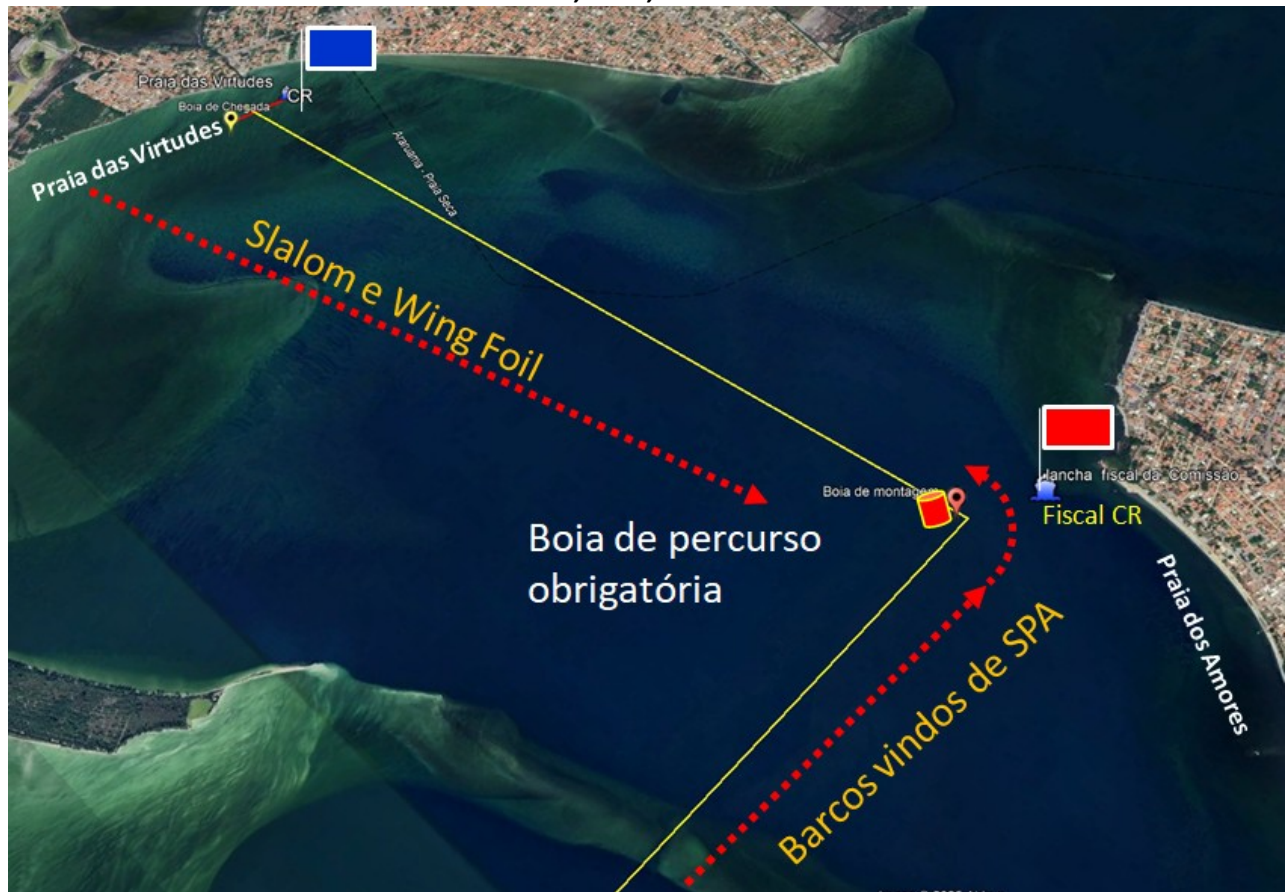 Praia das Virtudes
CR
Boia de Chegada
Praia das Virtudes
Araruama - Praia Seca
Slalom e Wing Foil
Boia de montagem
lancha fiscal da Comissão
Fiscal CR
Boia de percurso
obrigatória
Praia dos Amores
Barcos vindos de SPA